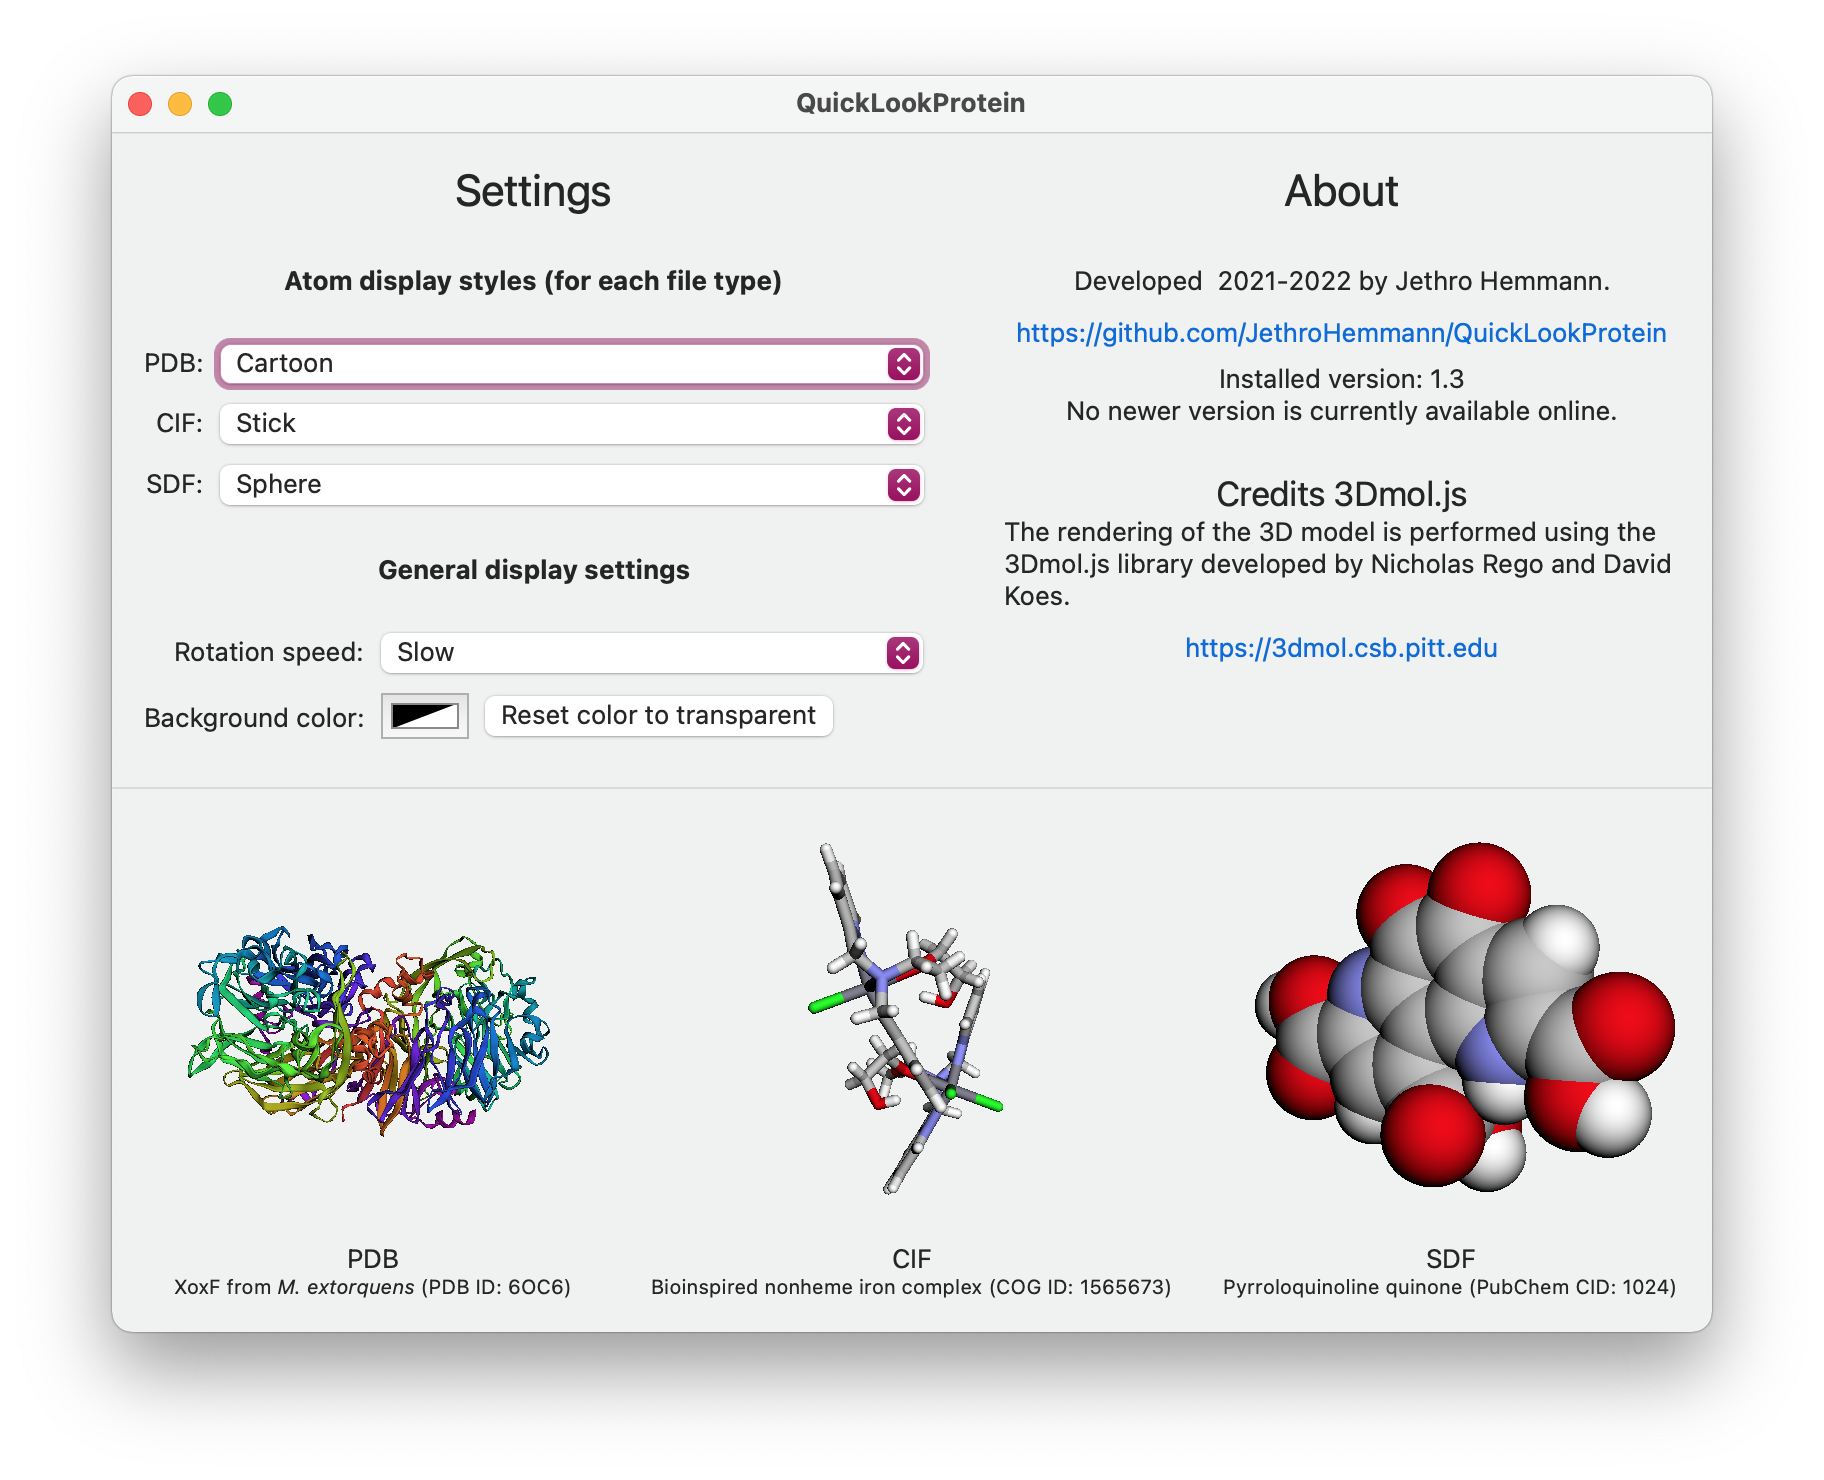 QuickLookProtein
Settings
Atom display styles (for each file type)
PDB: Cartoon
CIF: Stick
SDF: Sphere
General display settings
Rotation speed: Slow
Background color: Reset color to transparent
About
Developed  2021-2022 by Jethro Hemmann.
https://github.com/JethroHemmann/QuickLookProtein
Installed version: 1.3
No newer version is currently available online.
Credits 3Dmol.js
The rendering of the 3D model is performed using the
3Dmol.js library developed by Nicholas Rego and David
Koes.
https://3dmol.csb.pitt.edu
PDB
XoxF from M. extorquens (PDB ID: 6OC6)
CIF
Bioinspired nonheme iron complex (COG ID: 1565673)
SDF
Pyrroloquinoline quinone (PubChem CID: 1024)